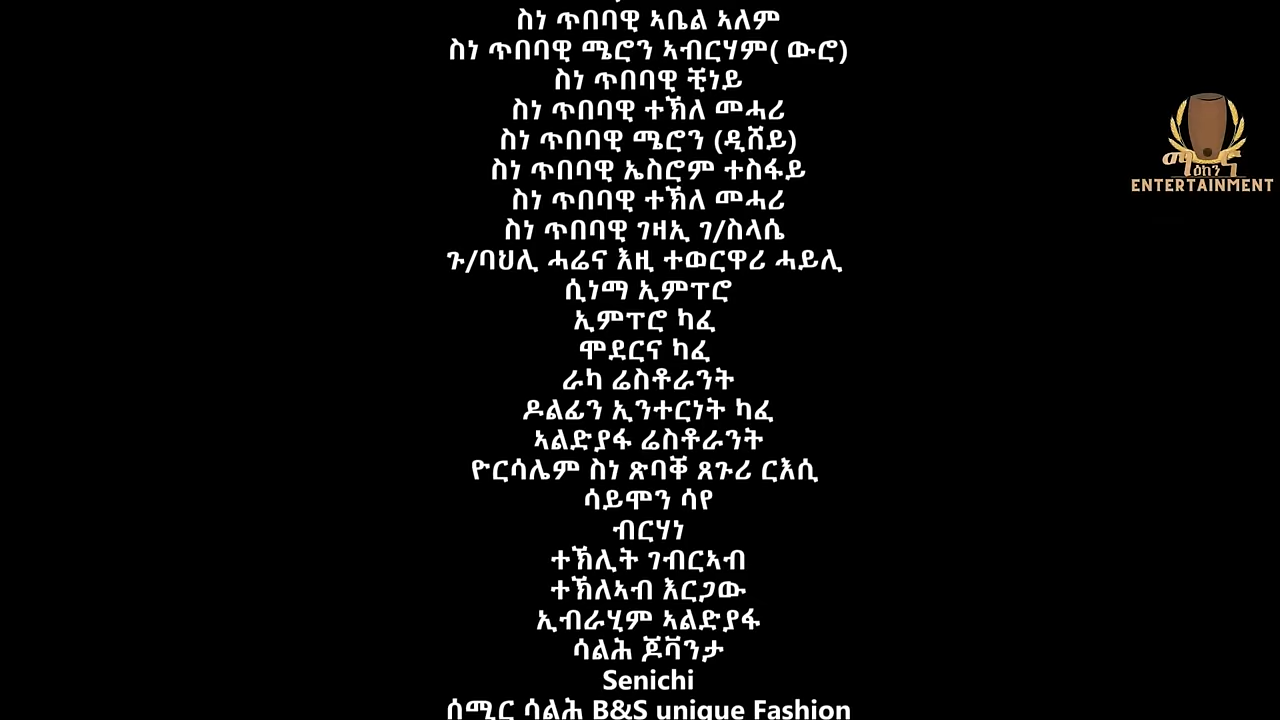 ስነ ጥበባዊ ኣቤል ኣለም
ስነ ጥበባዊ ሜሮን ኣብርሃም( ውሮ)
ስነ ጥበባዊ ቺነይ
ስነ ጥበባዊ ተኽለ መሓሪ
ስነ ጥበባዊ ሜሮን (ዲሸይ)
ስነ ጥበባዊ ኤስሮም ተስፋይ
ስነ ጥበባዊ ተኽለ መሓሪ
ስነ ጥበባዊ ገዛኢ ገ/ስላሴ
ጉ/ባህሊ ሓሬና እዚ ተወርዋሪ ሓይሊ
ሲነማ ኢምፐሮ
ኢምፐሮ ካፈ
ሞደርና ካፈ
ራካ ሬስቶራንት
ዶልፊን ኢንተርነት ካፈ
ኣልድያፋ ሬስቶራንት
ዮርሳሌም ስነ ጽባቐ ጸጉሪ ርእሲ
ሳይሞን ሳየ
ብርሃነ
ተኽሊት ገብርኣብ
ተኽለኣብ እርጋው
ኢብራሂም ኣልድያፋ
ሳልሕ ጆቫንታ
Senichi
ሰሚር ሳልሕ B&S unique Fashion
ማዕከን
ENTERTAINMENT